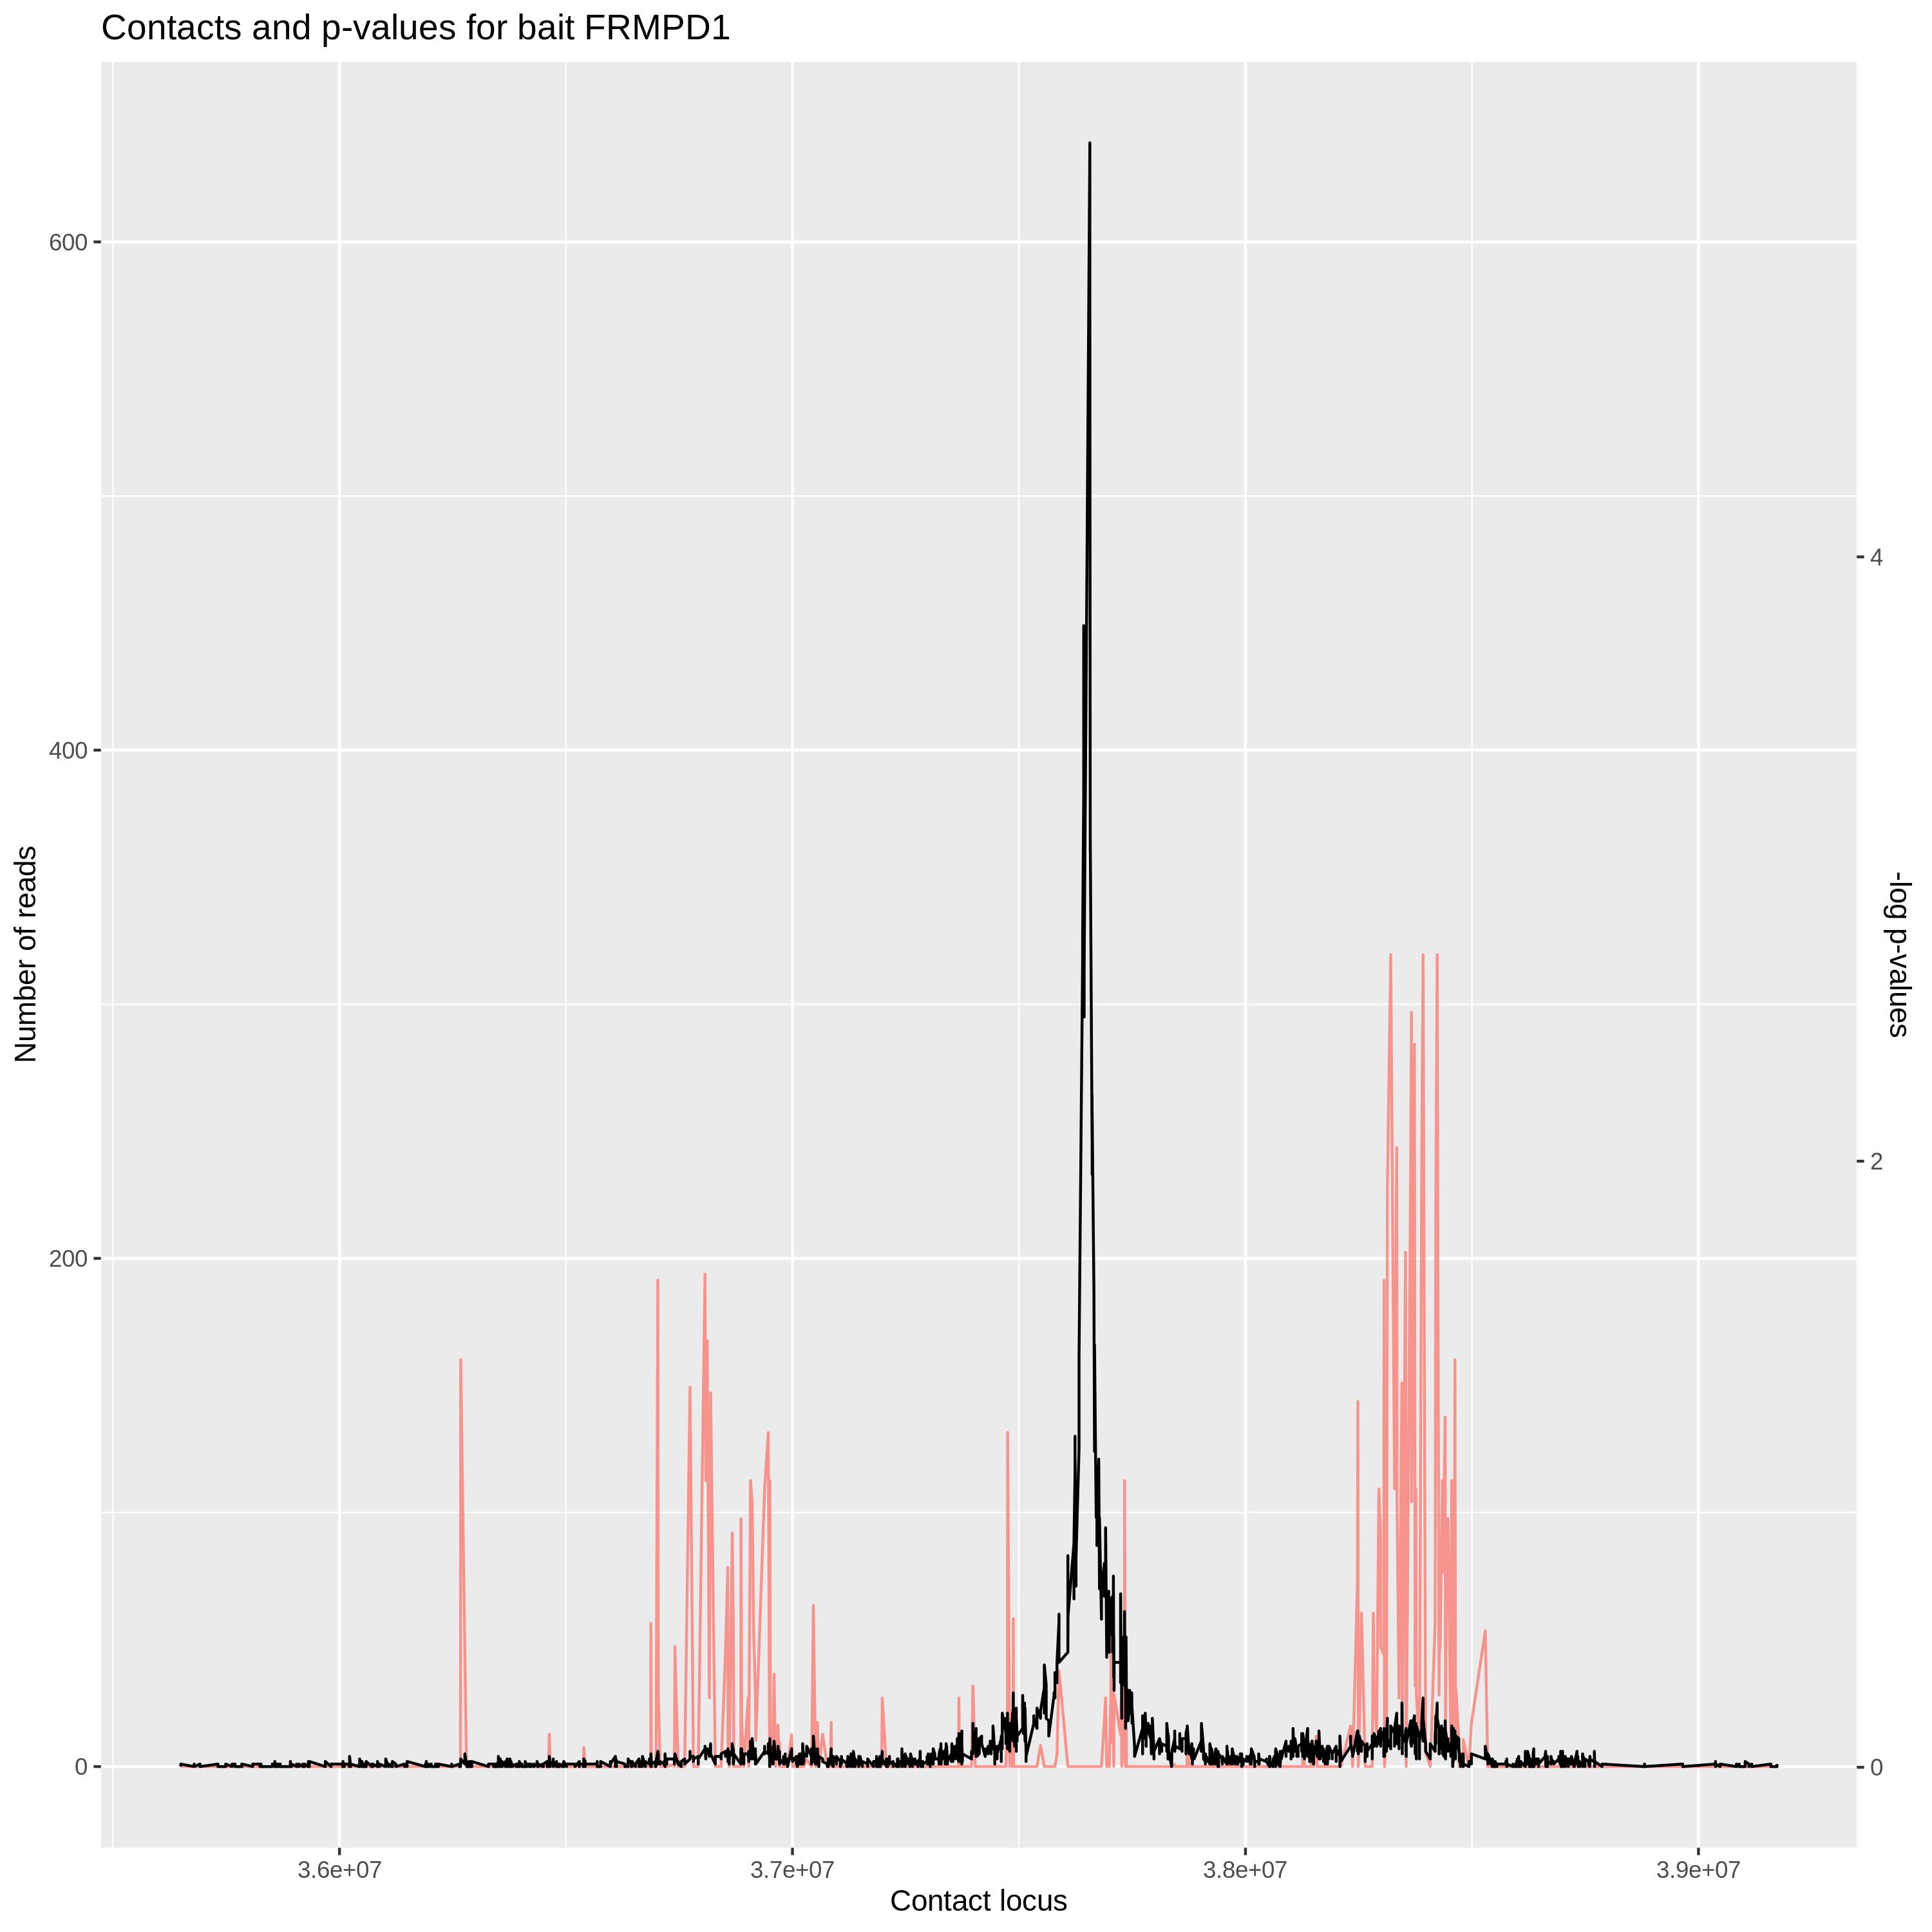 Contacts and p-values for bait FRMPD1
600
400
200
0
4
2
0
Number of reads
-log p-values
3.6e+07
3.7e+07
3.8e+07
3.9e+07
Contact locus